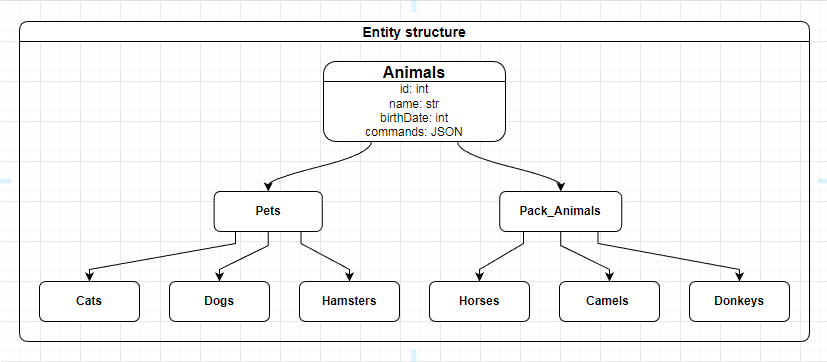 Entity structure
Animals
id: int
name: str
birthDate: int
commands: JSON
Pets
Pack_Animals
Cats
Dogs
Hamsters
Horses
Camels
Donkeys